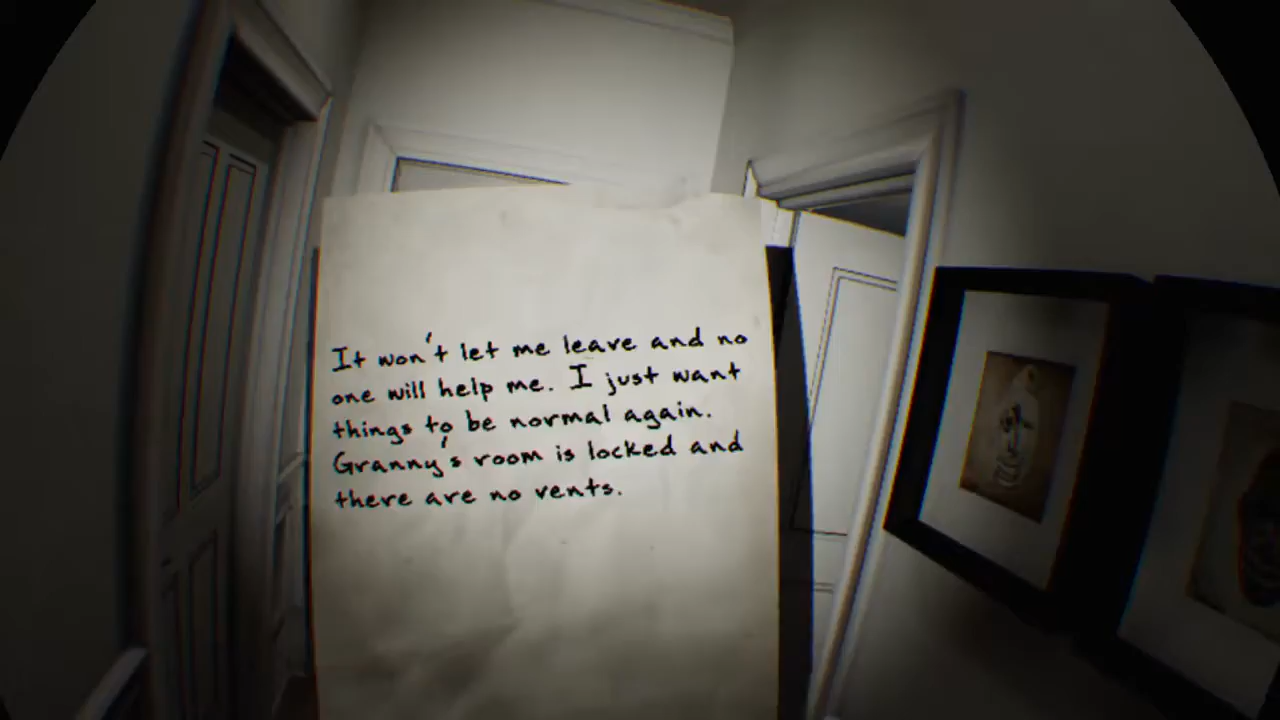 It won't let me leave and no
one will help me. I just want
things to be normal again.
Granny's room is locked and
there are no vents.